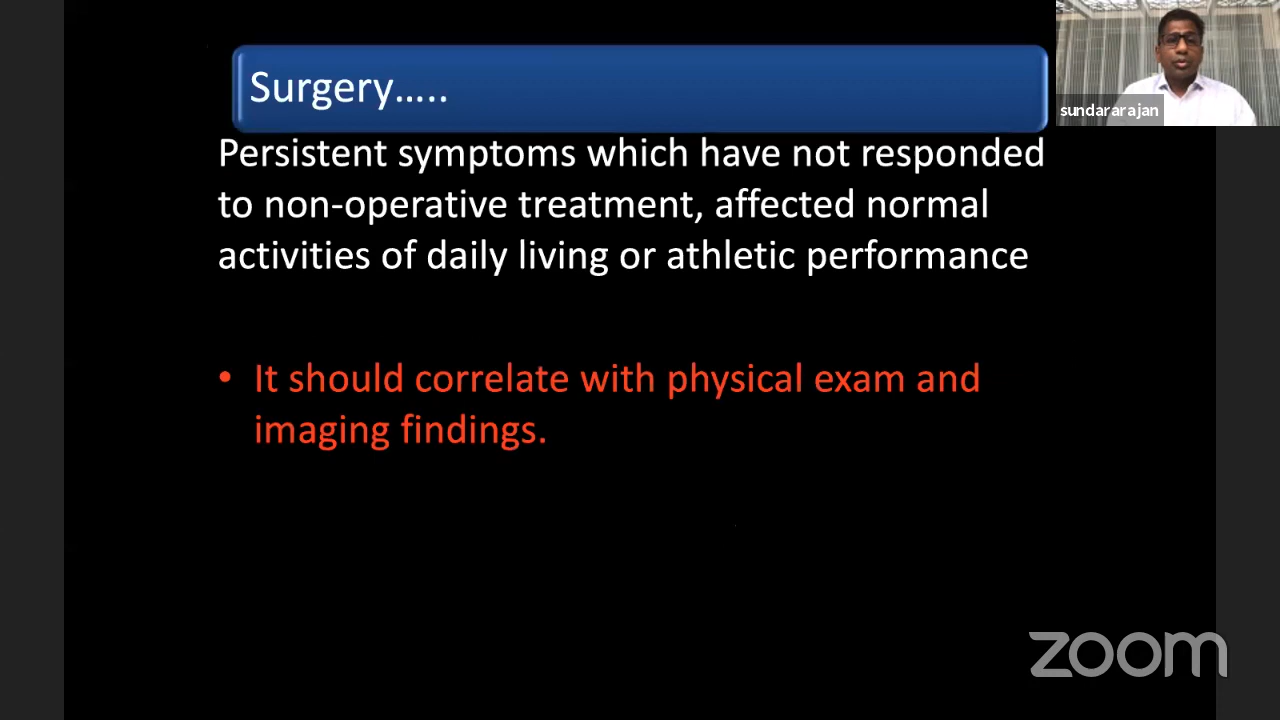 Surgery.....
sundararajan
Persistent symptoms which have not responded
to non-operative treatment, affected normal
activities of daily living or athletic performance
• It should correlate with physical exam and
imaging findings.
zoom